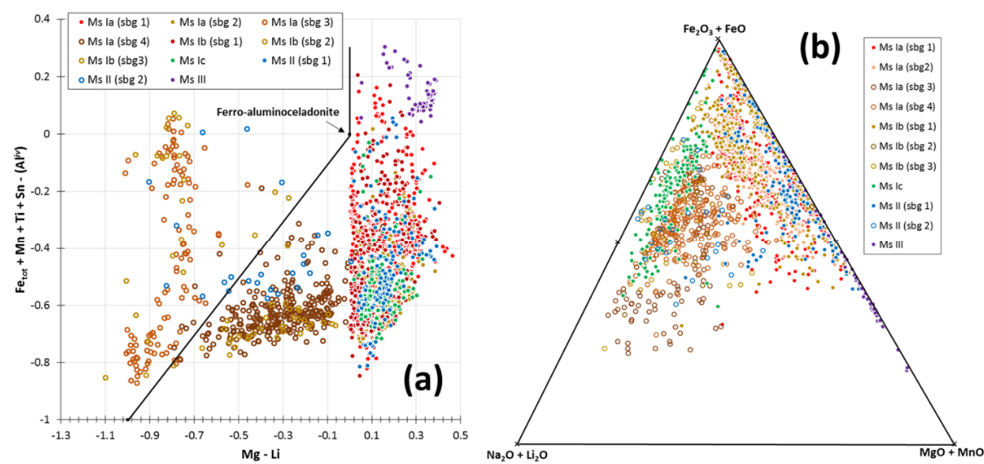 0.4
Ms Ia (sbg 1) Ms Ia (sbg 2) Ms Ia (sbg 3)
Ms Ia (sbg 4) Ms Ib (sbg 1) Ms Ib (sbg 2)
Ms Ib (sbg3) Ms Ic Ms II (sbg 1)
Ms II (sbg 2) Ms III
0.2
0
-0.2
-0.4
-0.6
-0.8
-1
Fetot + Mn + Ti + Sn - (Alᵛⁱ)
Ferro-aluminoceladonite
(a)
-1.3 -1.1 -0.9 -0.7 -0.5 -0.3 -0.1 0.1 0.3 0.5
Mg - Li
Fe₂O₃ + FeO
(b)
Ms Ia (sbg 1)
Ms Ia (sbg2)
Ms Ia (sbg 3)
Ms Ia (sbg 4)
Ms Ib (sbg 1)
Ms Ib (sbg 2)
Ms Ib (sbg 3)
Ms Ic
Ms II (sbg 1)
Ms II (sbg 2)
Ms III
Na₂O + Li₂O
MgO + MnO